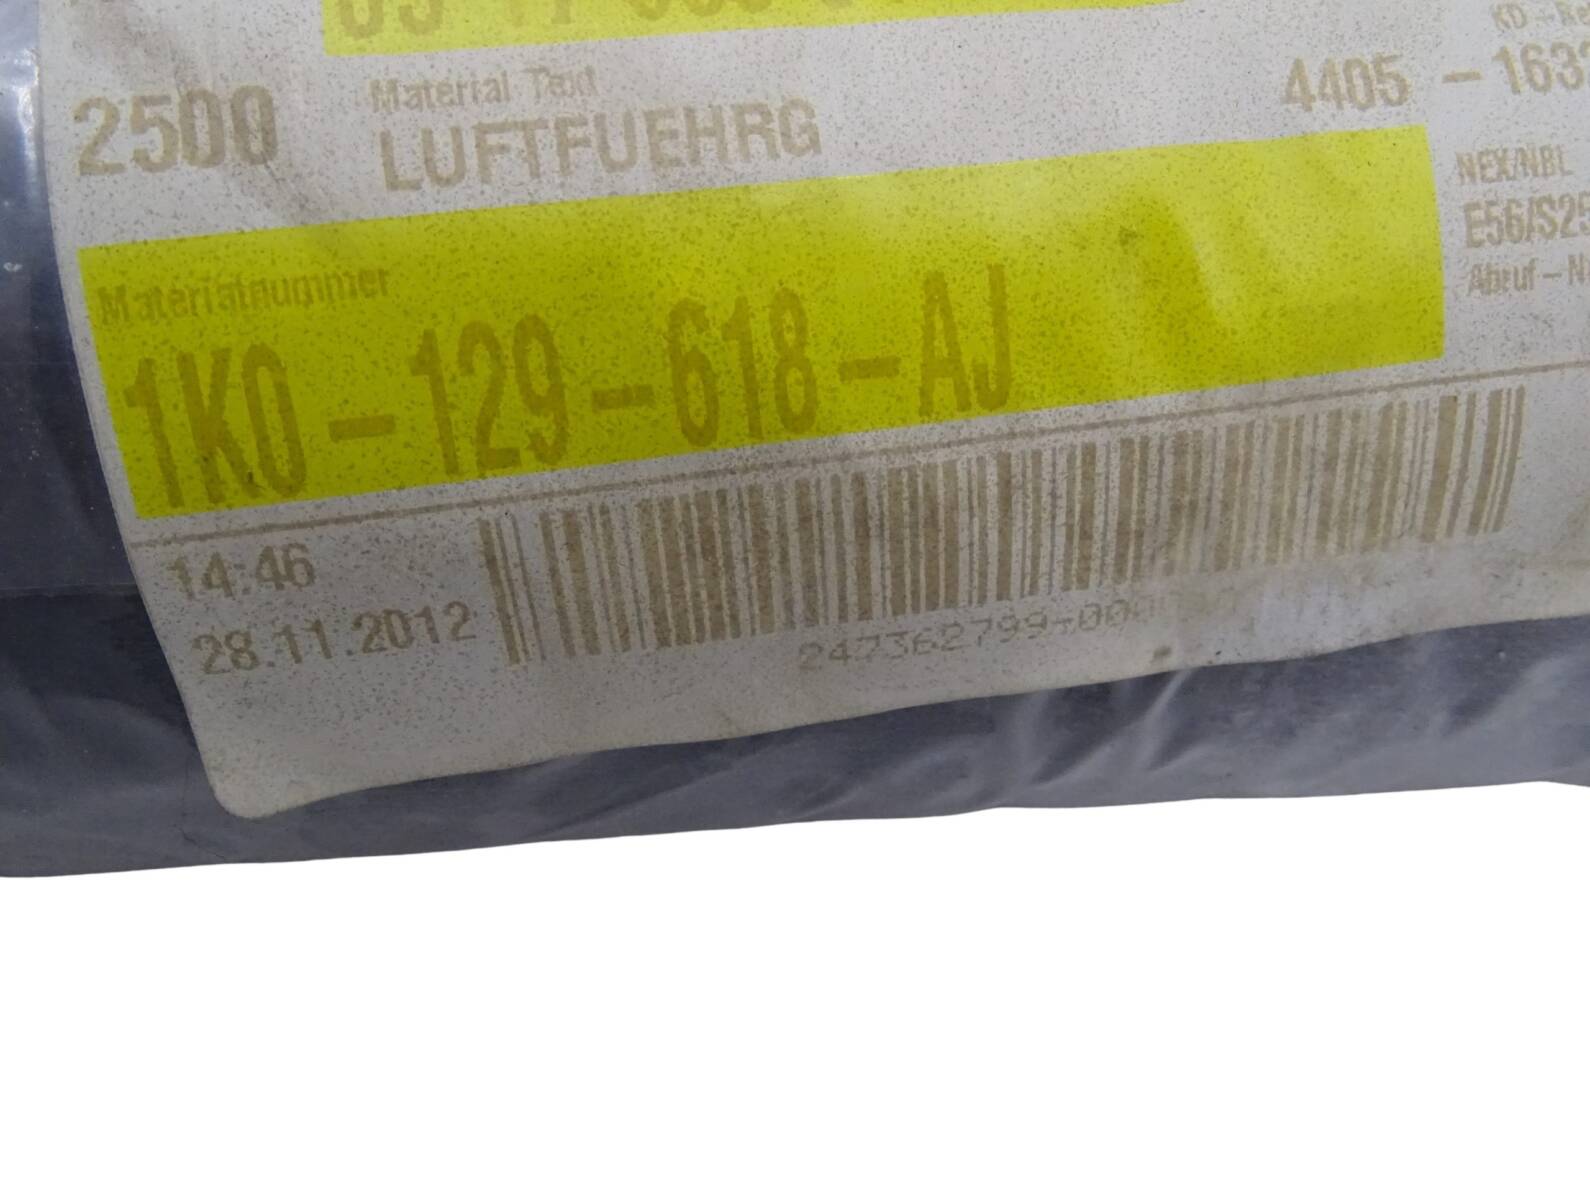 2500
Material Text
LUFTFUEHRG
4405
NEX/NBL
Materialnummer
1K0-129-618-AJ
14:46
28.11.2012